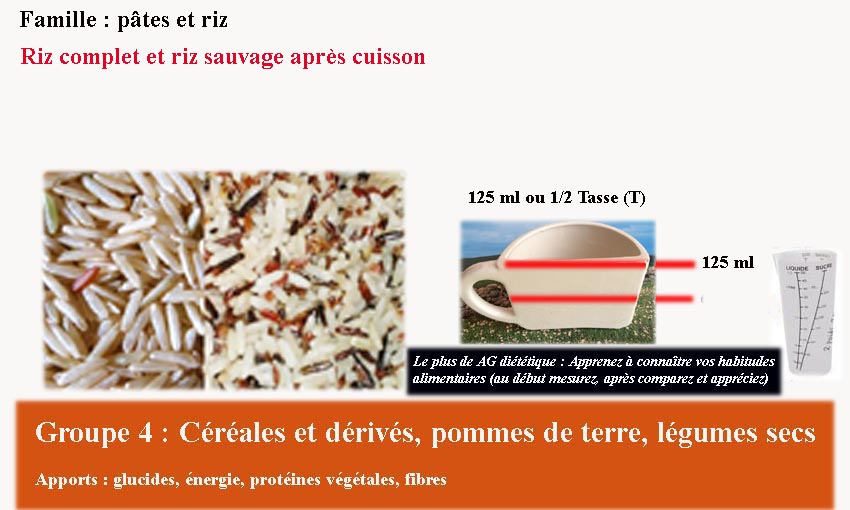 Famille : pâtes et riz
Riz complet et riz sauvage après cuisson
125 ml ou 1/2 Tasse (T)
125 ml
LIQUIDE SUCRE
Le plus de AG diététique : Apprenez à connaître vos habitudes
alimentaires (au début mesurez, après comparez et appréciez)
Groupe 4 : Céréales et dérivés, pommes de terre, légumes secs
Apports : glucides, énergie, protéines végétales, fibres